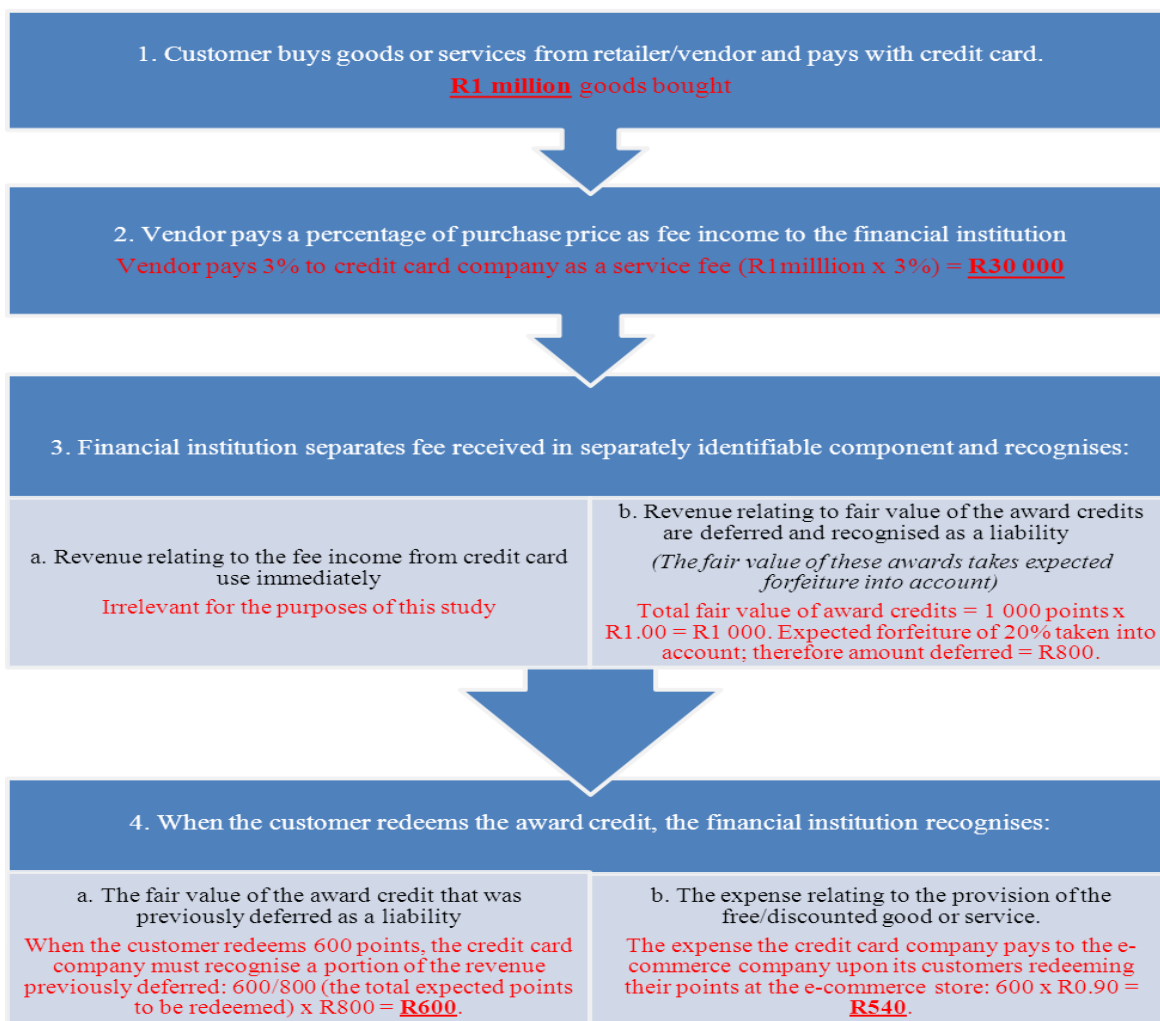 1. Customer buys goods or services from retailer/vendor and pays with credit card.
R1 million goods bought
2. Vendor pays a percentage of purchase price as fee income to the financial institution
Vendor pays 3% to credit card company as a service fee (R1milllion x 3%) = R30 000
3. Financial institution separates fee received in separately identifiable component and recognises:
a. Revenue relating to the fee income from credit card
use immediately
Irrelevant for the purposes of this study
b. Revenue relating to fair value of the award credits
are deferred and recognised as a liability
(The fair value of these awards takes expected
forfeiture into account)
Total fair value of award credits = 1 000 points x
R1.00 = R1 000. Expected forfeiture of 20% taken into
account; therefore amount deferred = R800.
4. When the customer redeems the award credit, the financial institution recognises:
a. The fair value of the award credit that was
previously deferred as a liability
When the customer redeems 600 points, the credit card
company must recognise a portion of the revenue
previously deferred: 600/800 (the total expected points
to be redeemed) x R800 = R600.
b. The expense relating to the provision of the
free/discounted good or service.
The expense the credit card company pays to the e-
commerce company upon its customers redeeming
their points at the e-commerce store: 600 x R0.90 =
R540.